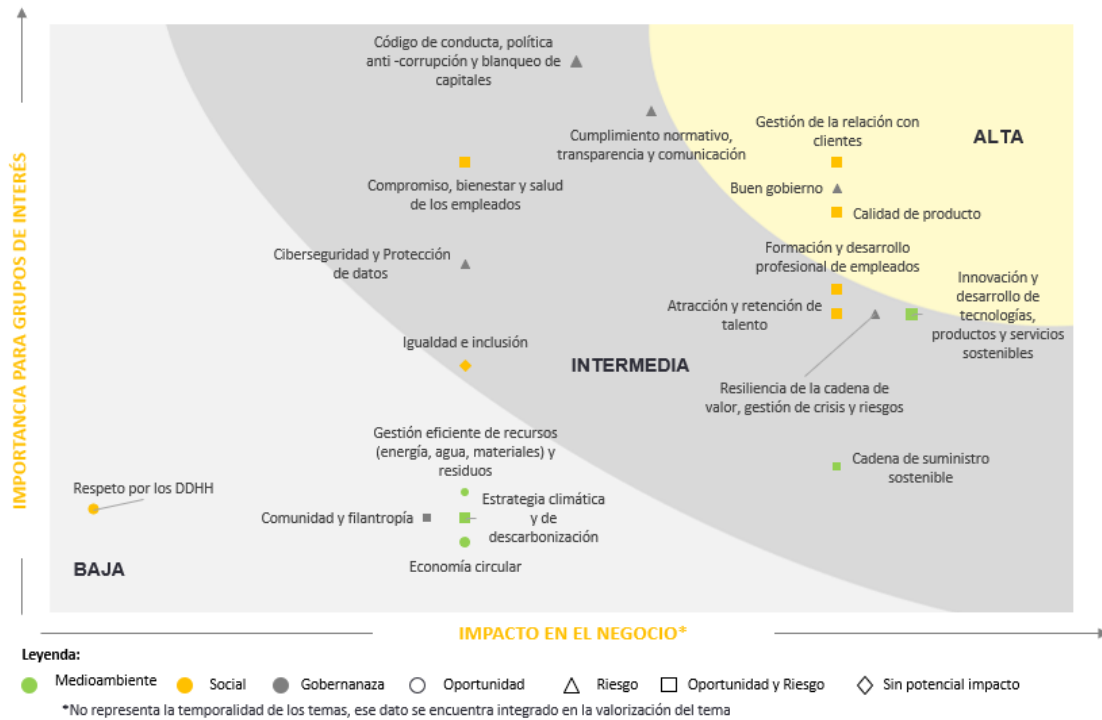 IMPORTANCIA PARA GRUPOS DE INTERÉS
Código de conducta, política
anti -corrupción y blanqueo de
capitales
Cumplimiento normativo,
transparencia y comunicación
Gestión de la relación con
clientes
ALTA
Compromiso, bienestar y salud
de los empleados
Buen gobierno
Calidad de producto
Ciberseguridad y Protección
de datos
Formación y desarrollo
profesional de empleados
Innovación y
desarrollo de
tecnologías,
productos y servicios
sostenibles
Atracción y retención de
talento
Igualdad e inclusión
INTERMEDIA
Resiliencia de la cadena de
valor, gestión de crisis y riesgos
Gestión eficiente de recursos
(energía, agua, materiales) y
residuos
Cadena de suministro
sostenible
Respeto por los DDHH
Estrategia climática
y de
descarbonización
Comunidad y filantropía
Economía circular
BAJA
IMPACTO EN EL NEGOCIO*
Leyenda:
Medioambiente Social Gobernanaza Oportunidad Riesgo Oportunidad y Riesgo Sin potencial impacto
*No representa la temporalidad de los temas, ese dato se encuentra integrado en la valorización del tema